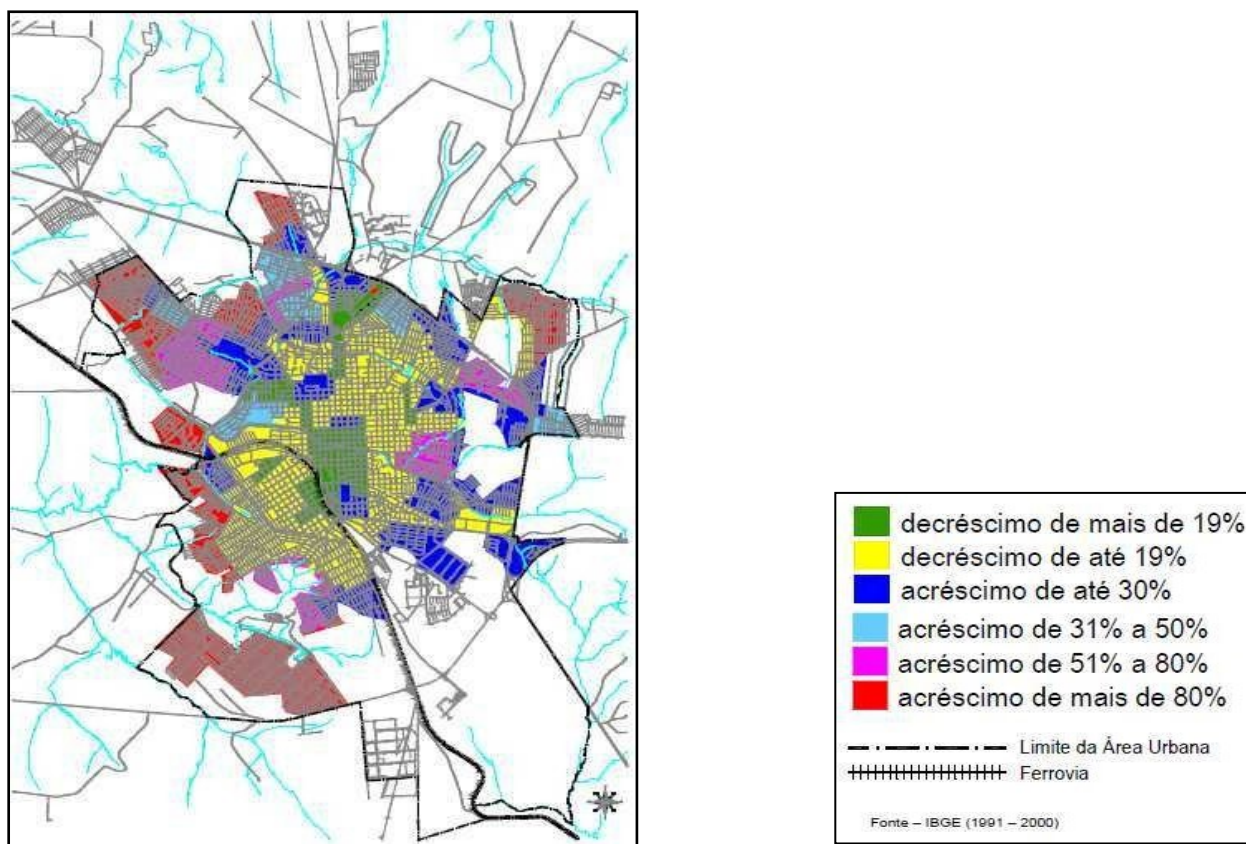 decréscimo de mais de 19%
decréscimo de até 19%
acréscimo de até 30%
acréscimo de 31% a 50%
acréscimo de 51% a 80%
acréscimo de mais de 80%
Limite da Área Urbana
Ferrovia
Fonte – IBGE (1991 – 2000)